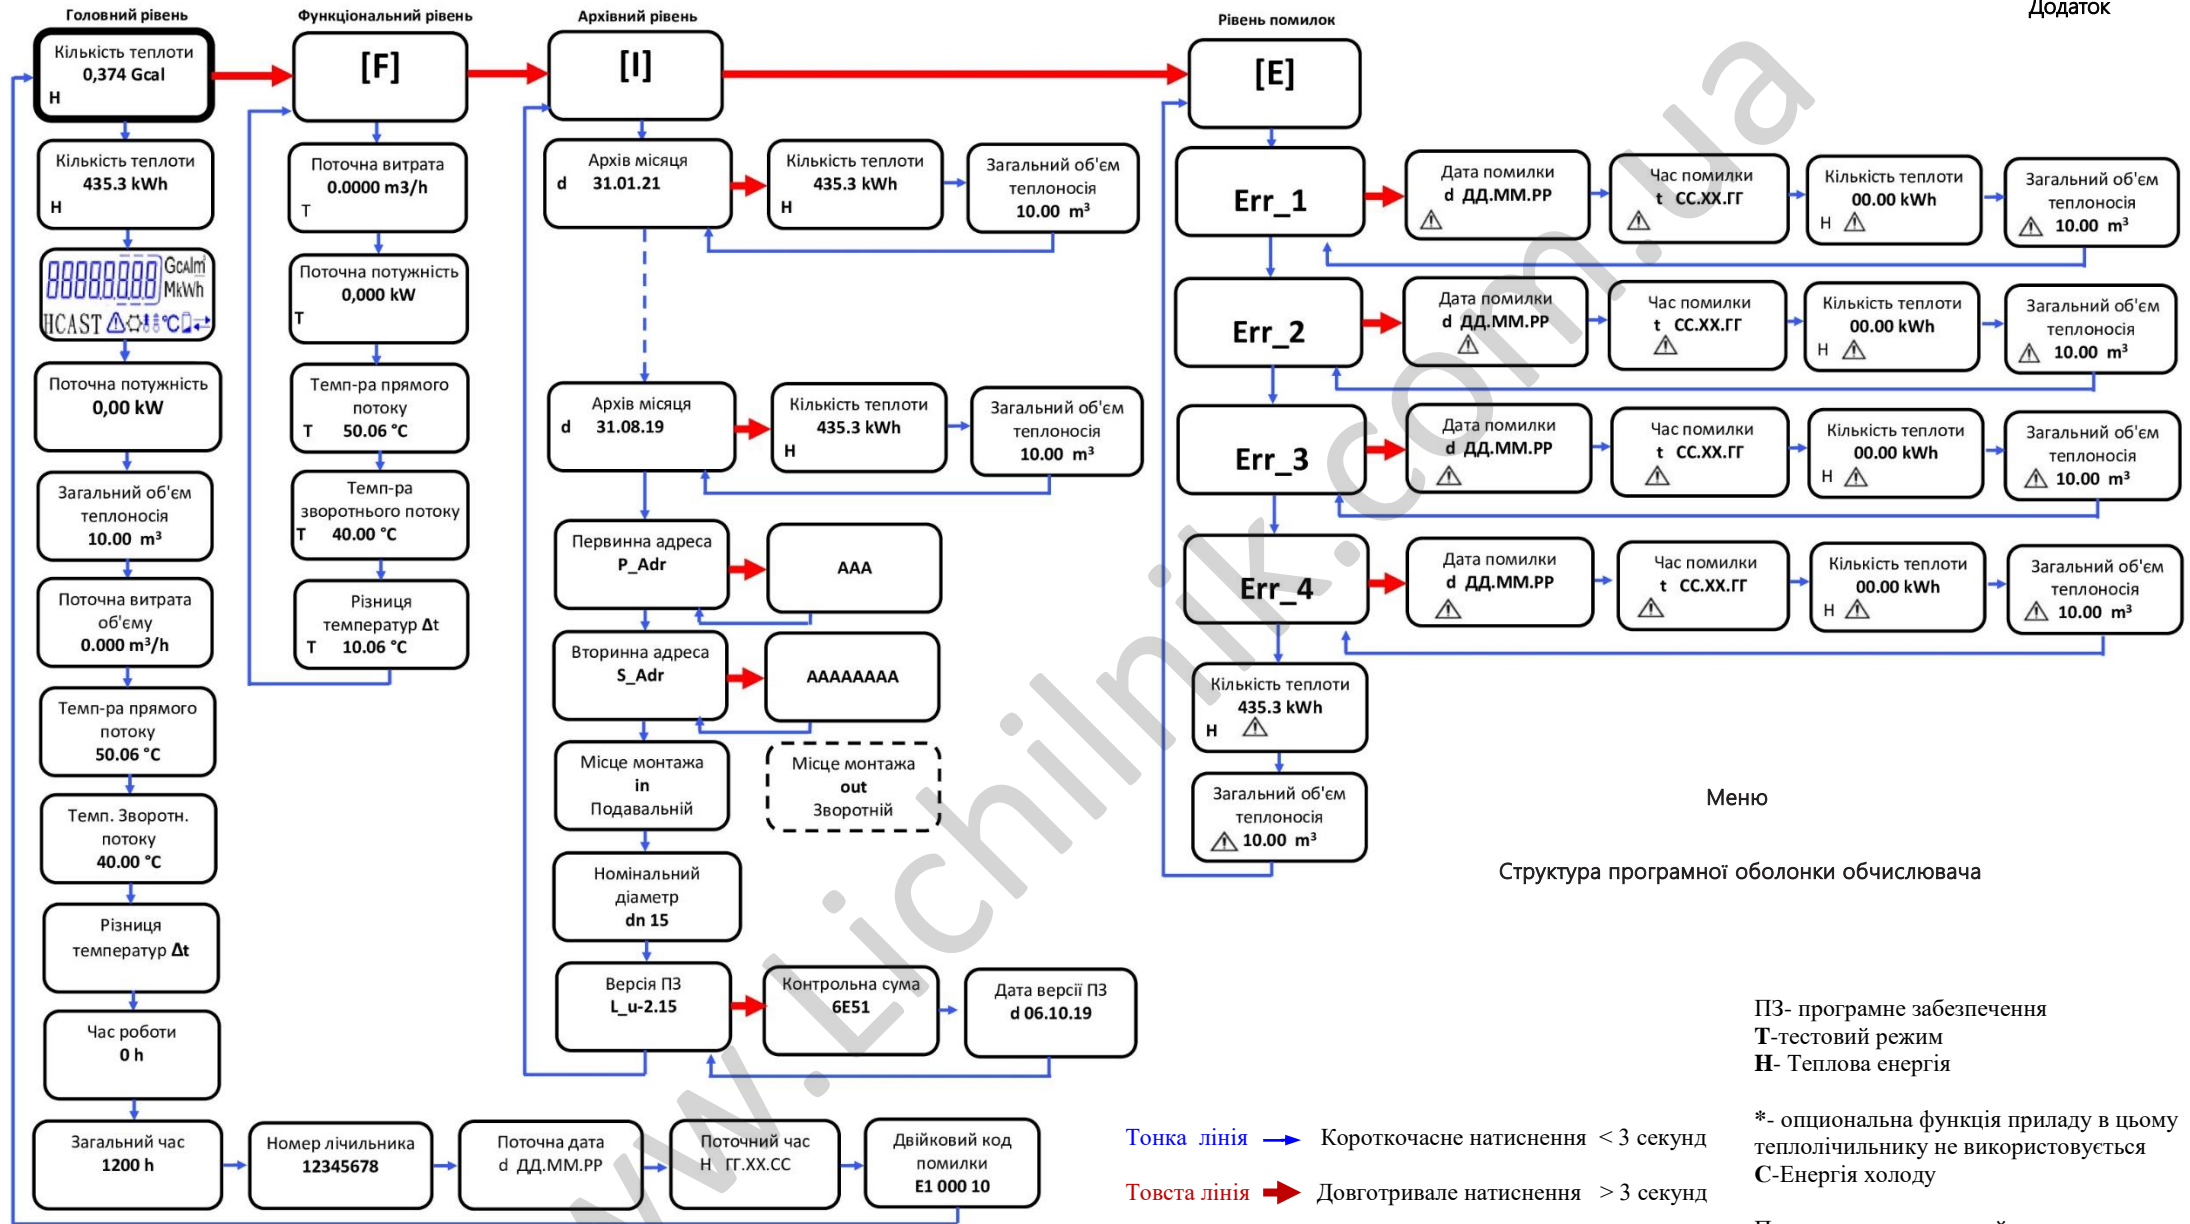 Додаток
Головний рівень
Кількість теплоти
0,374 Gcal
H
Кількість теплоти
435.3 kWh
H
88888888 Gcalm³
MkWh
HCAST ⚠ °C
Поточна потужність
0,00 kW
Загальний об'єм
теплоносія
10.00 m³
Поточна витрата
об'єму
0.000 m³/h
Темп-ра прямого
потоку
50.06 °C
Темп. Зворотн.
потоку
40.00 °C
Різниця
температур Δt
Час роботи
0 h
Загальний час
1200 h
Номер лічильника
12345678
Поточна дата
d ДД.ММ.РР
Поточний час
H ГГ.ХХ.СС
Двійковий код
помилки
E1 000 10
Функціональний рівень
[F]
Поточна витрата
0.0000 m3/h
T
Поточна потужність
0,000 kW
T
Темп-ра прямого
потоку
T 50.06 °C
Темп-ра
зворотнього потоку
T 40.00 °C
Різниця
температур Δt
T 10.06 °C
Архівний рівень
[I]
Архів місяця
d 31.01.21
Кількість теплоти
435.3 kWh
H
Загальний об'єм
теплоносія
10.00 m³
Архів місяця
d 31.08.19
Кількість теплоти
435.3 kWh
H
Загальний об'єм
теплоносія
10.00 m³
Первинна адреса
P_Adr
AAA
Вторинна адреса
S_Adr
AAAAAAAA
Місце монтажа
in
Подавальній
Місце монтажа
out
Зворотній
Номінальний
діаметр
dn 15
Версія ПЗ
L_u-2.15
Контрольна сума
6E51
Дата версії ПЗ
d 06.10.19
Рівень помилок
[E]
Err_1
Дата помилки
d ДД.ММ.РР
⚠
Час помилки
t СС.ХХ.ГГ
⚠
Кількість теплоти
00.00 kWh
H ⚠
Загальний об'єм
теплоносія
⚠ 10.00 m³
Err_2
Дата помилки
d ДД.ММ.РР
⚠
Час помилки
t СС.ХХ.ГГ
⚠
Кількість теплоти
00.00 kWh
H ⚠
Загальний об'єм
теплоносія
⚠ 10.00 m³
Err_3
Дата помилки
d ДД.ММ.РР
⚠
Час помилки
t СС.ХХ.ГГ
⚠
Кількість теплоти
00.00 kWh
H ⚠
Загальний об'єм
теплоносія
⚠ 10.00 m³
Err_4
Дата помилки
d ДД.ММ.РР
⚠
Час помилки
t СС.ХХ.ГГ
⚠
Кількість теплоти
00.00 kWh
H ⚠
Загальний об'єм
теплоносія
⚠ 10.00 m³
Кількість теплоти
435.3 kWh
H ⚠
Загальний об'єм
теплоносія
⚠ 10.00 m³
Меню
Структура програмної оболонки обчислювача
ПЗ- програмне забезпечення
Т-тестовий режим
Н- Теплова енергія
*- опциональна функція приладу в цьому
теплолічильнику не використовується
С-Енергія холоду
Тонка лінія → Короткочасне натиснення < 3 секунд
Товста лінія → Довготривале натиснення > 3 секунд
www.Lichilnik.com.ua